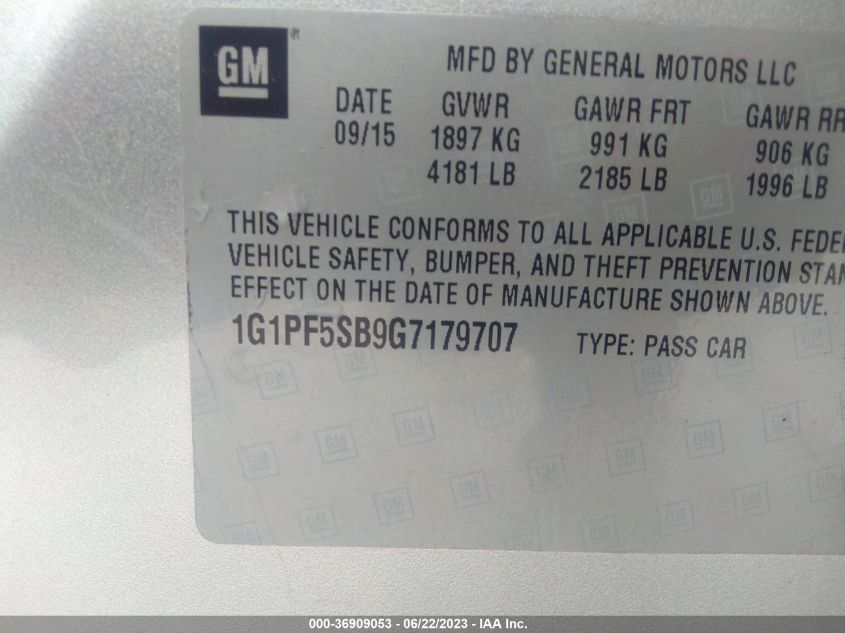 GM
®
MFD BY GENERAL MOTORS LLC
DATE GVWR GAWR FRT GAWR RR
09/15 1897 KG 991 KG 906 KG
4181 LB 2185 LB 1996 LB
THIS VEHICLE CONFORMS TO ALL APPLICABLE U.S. FEDE
VEHICLE SAFETY, BUMPER, AND THEFT PREVENTION STAN
EFFECT ON THE DATE OF MANUFACTURE SHOWN ABOVE.
1G1PF5SB9G7179707 TYPE: PASS CAR
000-36909053 - 06/22/2023 - IAA Inc.